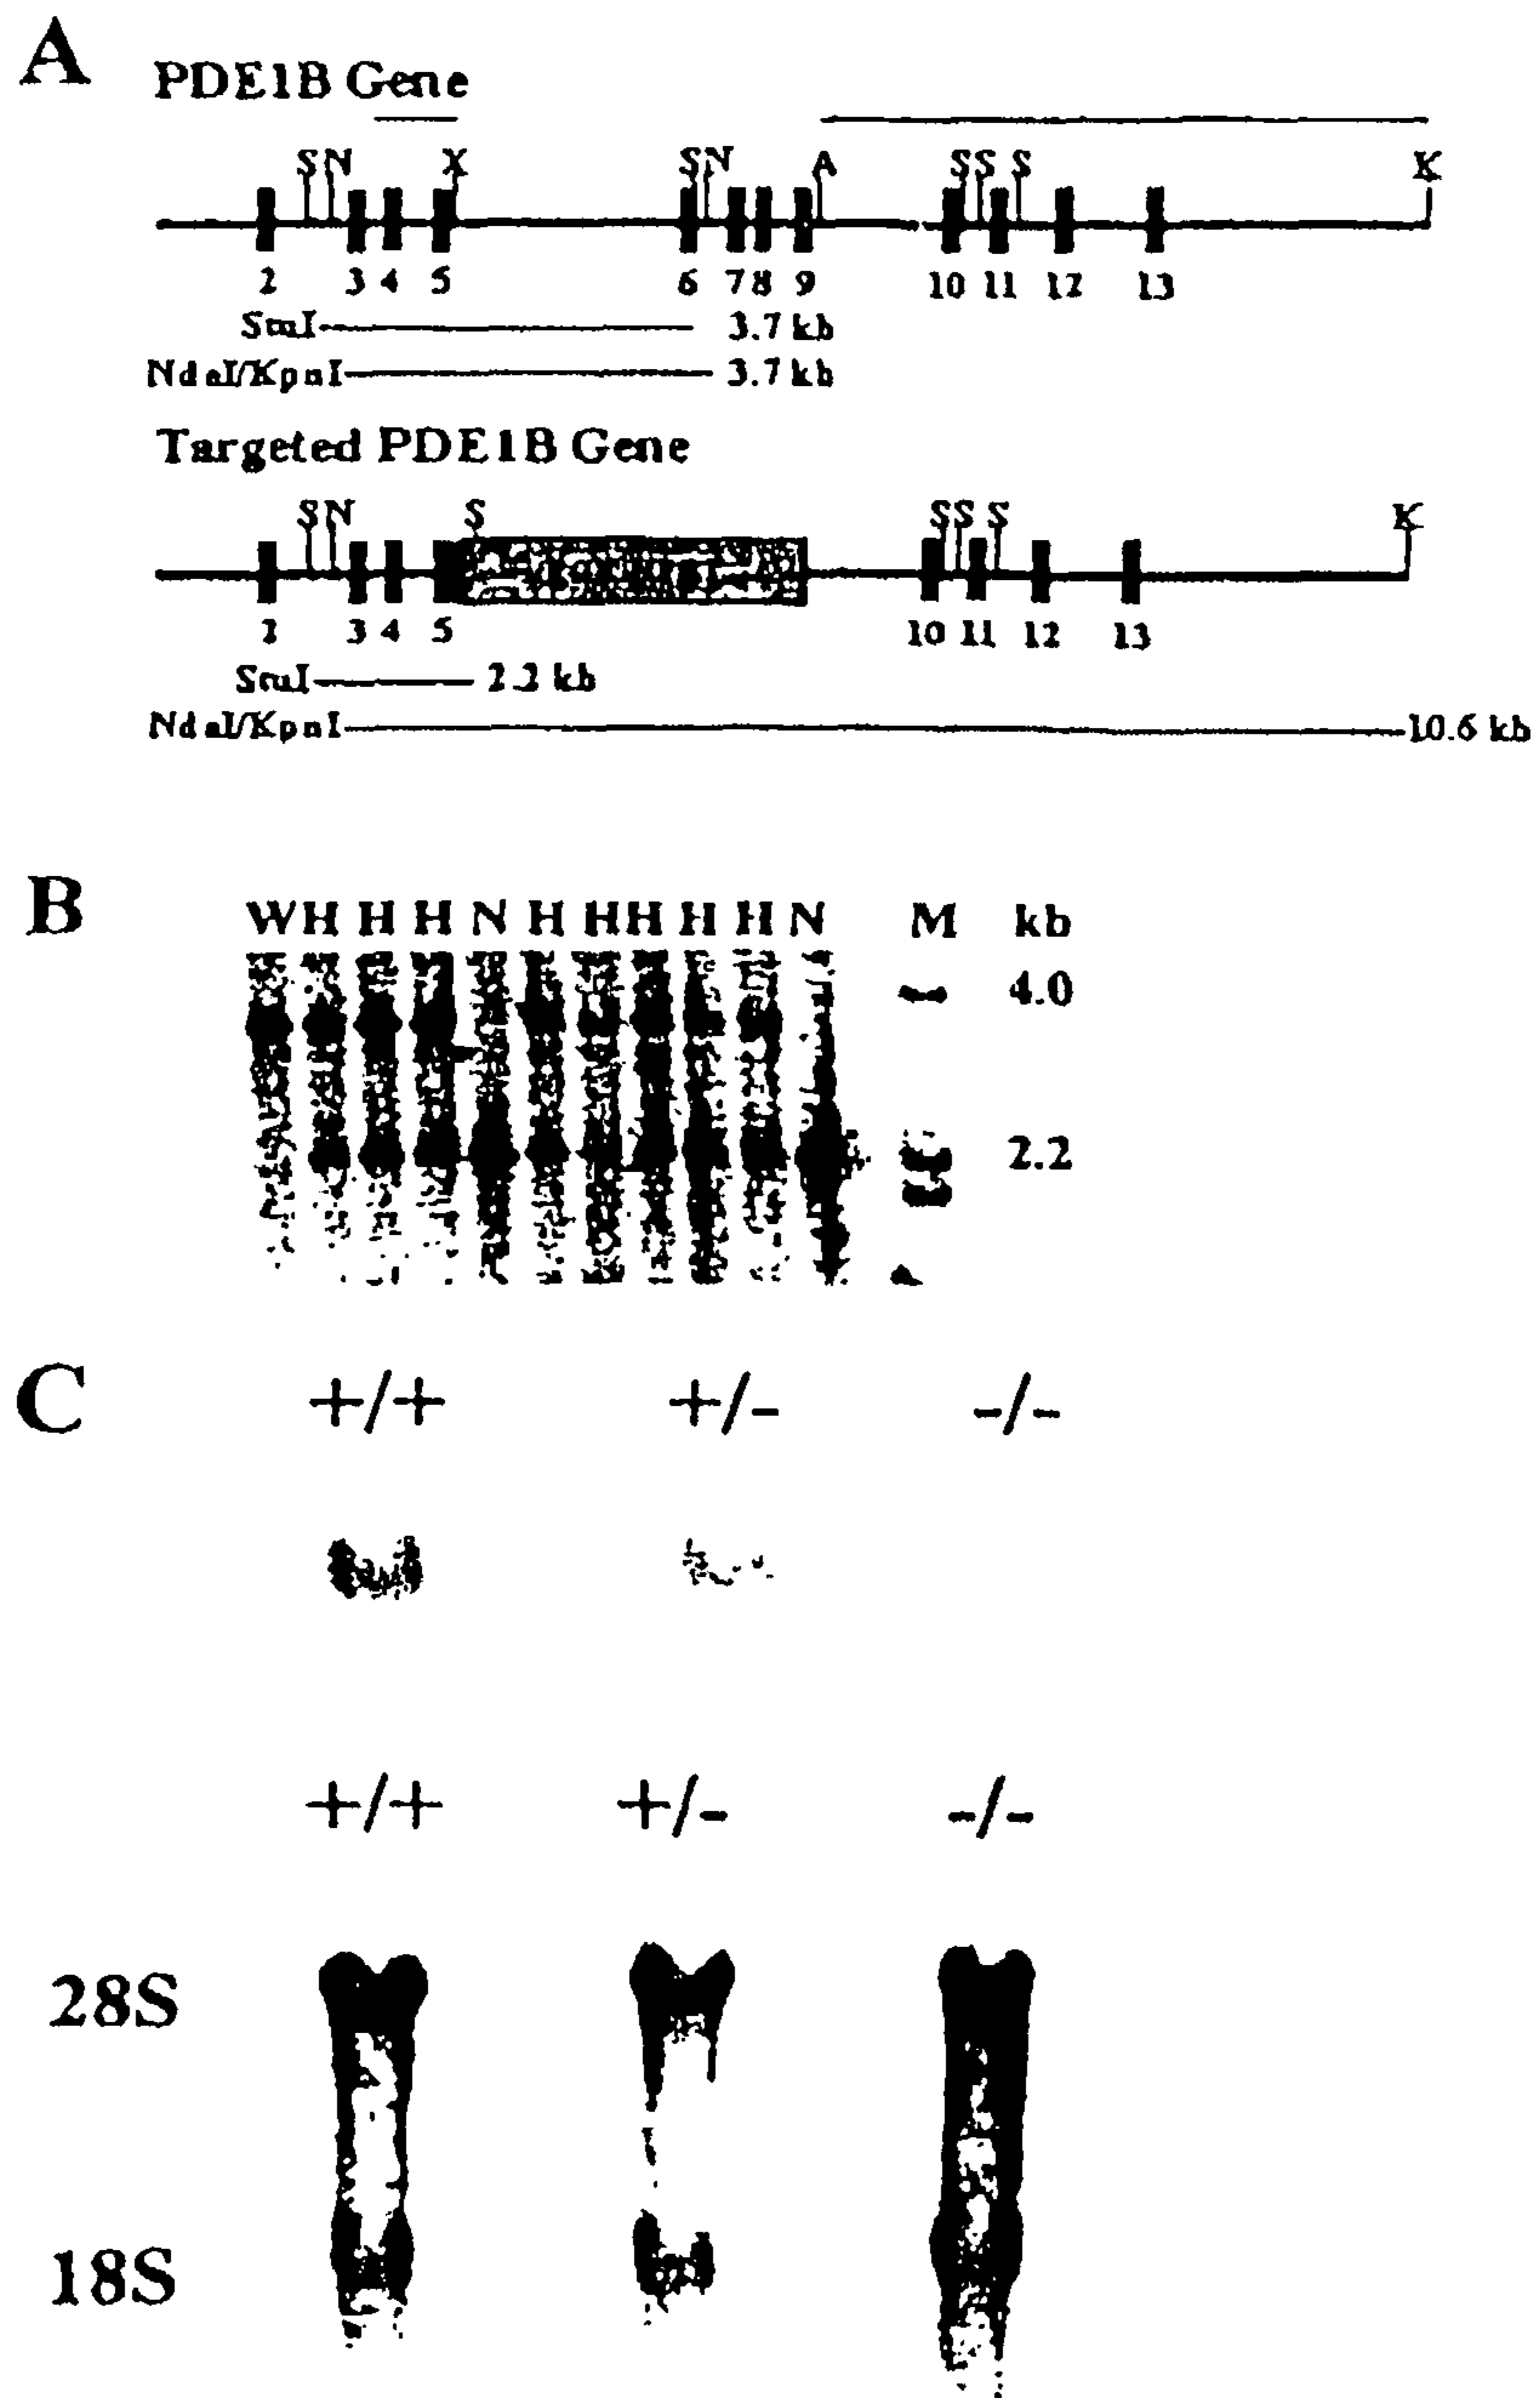 A
PDE1B Gene
S N X S N A S S S K
2 3 4 5 6 7 8 9 10 11 12 13
StuI 3.7 kb
NdeI/KpnI 3.7 kb
Targeted PDE1B Gene
S N S S S S K
2 3 4 5 10 11 12 13
StuI 2.2 kb
NdeI/KpnI 10.6 kb
B
W H H H N H H H H H N M kb
4.0
2.2
C
+/+ +/- -/-
+/+ +/- -/-
28S
18S